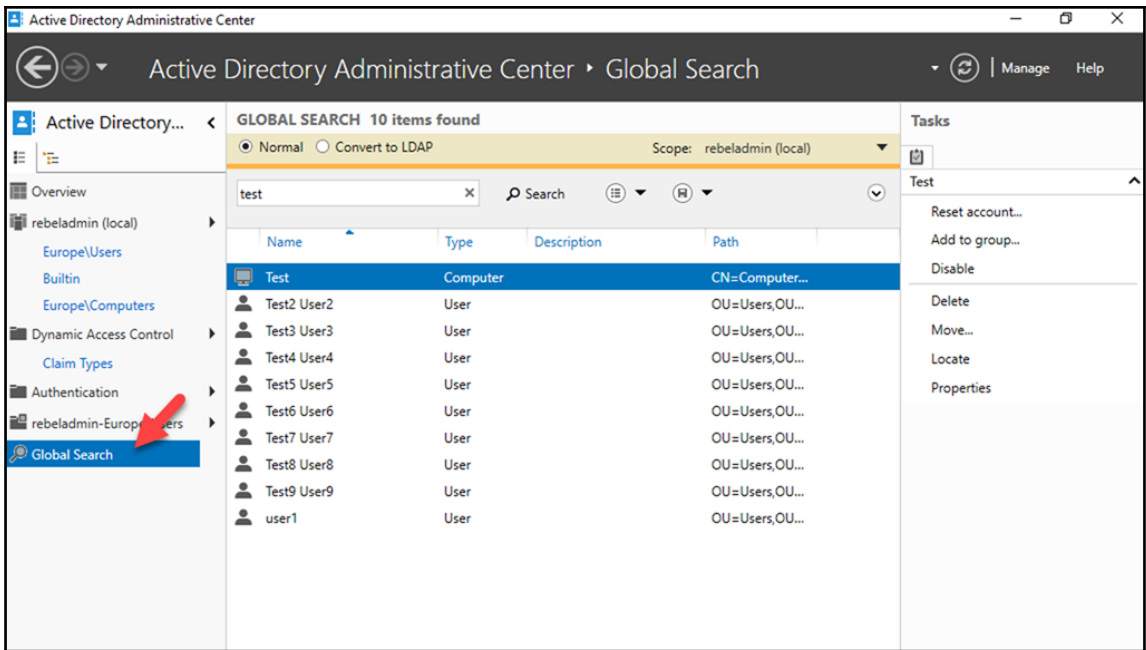 Active Directory Administrative Center
Active Directory Administrative Center ‣ Global Search
Manage Help
Active Directory...
Overview
rebeladmin (local)
Europe\Users
Builtin
Europe\Computers
Dynamic Access Control
Claim Types
Authentication
rebeladmin-Europe
Global Search
GLOBAL SEARCH 10 items found
Normal Convert to LDAP Scope: rebeladmin (local)
test Search
Name Type Description Path
Test Computer CN=Computer...
Test2 User2 User OU=Users,OU...
Test3 User3 User OU=Users,OU...
Test4 User4 User OU=Users,OU...
Test5 User5 User OU=Users,OU...
Test6 User6 User OU=Users,OU...
Test7 User7 User OU=Users,OU...
Test8 User8 User OU=Users,OU...
Test9 User9 User OU=Users,OU...
user1 User OU=Users,OU...
Tasks
Test
Reset account...
Add to group...
Disable
Delete
Move...
Locate
Properties